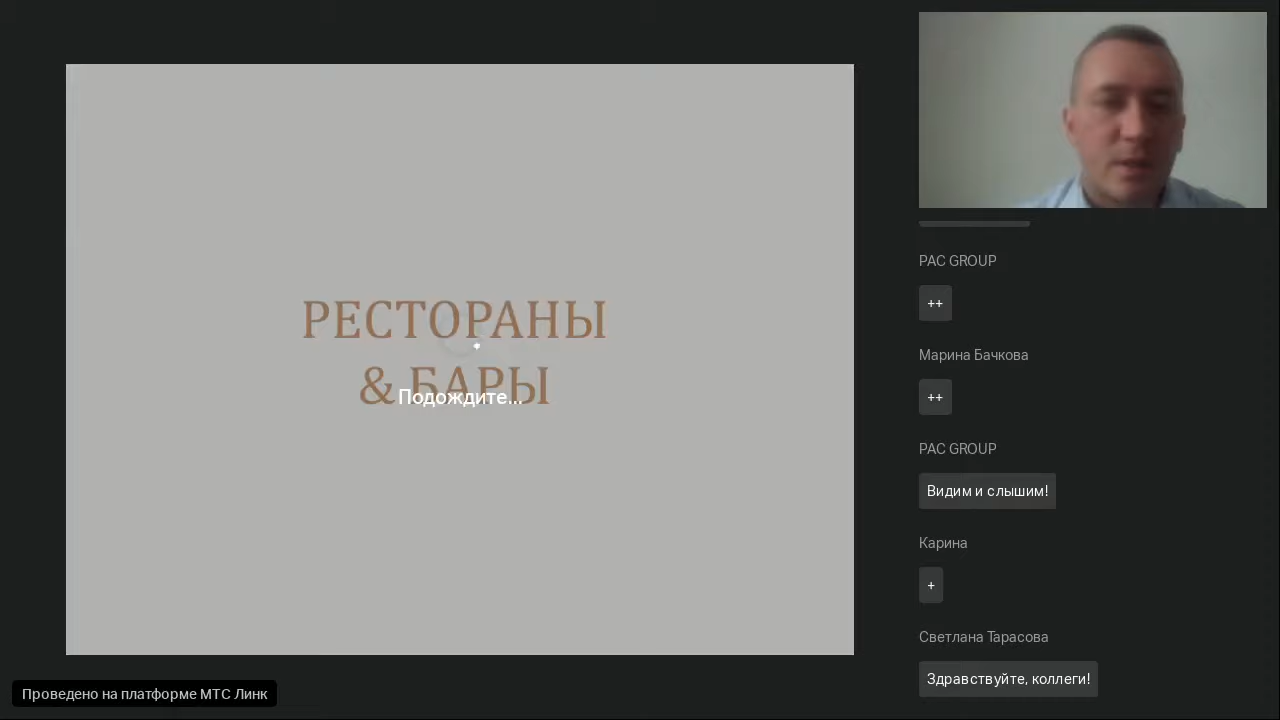 РЕСТОРАНЫ
& БАРЫ
Подождите...
PAC GROUP
++
Марина Бачкова
++
PAC GROUP
Видим и слышим!
Карина
+
Светлана Тарасова
Здравствуйте, коллеги!
Проведено на платформе МТС Линк